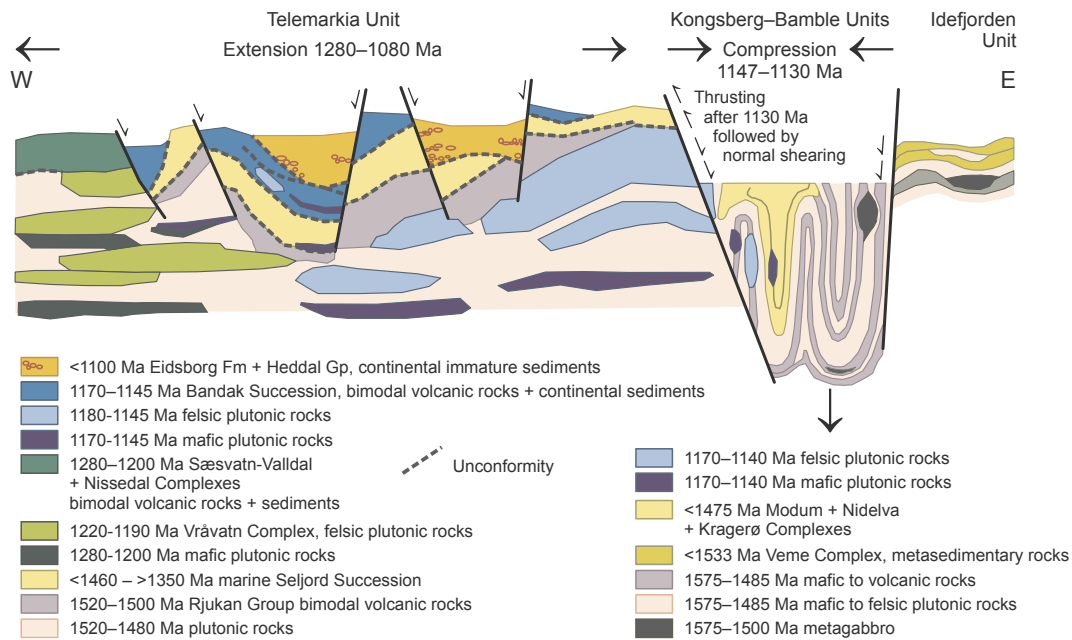 Telemarkia Unit
Extension 1280–1080 Ma
Kongsberg–Bamble Units
Compression
1147–1130 Ma
Idefjorden
Unit
W
E
Thrusting
after 1130 Ma
followed by
normal shearing
<1100 Ma Eidsborg Fm + Heddal Gp, continental immature sediments
1170–1145 Ma Bandak Succession, bimodal volcanic rocks + continental sediments
1180-1145 Ma felsic plutonic rocks
1170-1145 Ma mafic plutonic rocks
1280–1200 Ma Sæsvatn-Valldal
+ Nissedal Complexes
bimodal volcanic rocks + sediments
1220-1190 Ma Vråvatn Complex, felsic plutonic rocks
1280-1200 Ma mafic plutonic rocks
<1460 – >1350 Ma marine Seljord Succession
1520–1500 Ma Rjukan Group bimodal volcanic rocks
1520–1480 Ma plutonic rocks
Unconformity
1170–1140 Ma felsic plutonic rocks
1170–1140 Ma mafic plutonic rocks
<1475 Ma Modum + Nidelva
+ Kragerø Complexes
<1533 Ma Veme Complex, metasedimentary rocks
1575–1485 Ma mafic to volcanic rocks
1575–1485 Ma mafic to felsic plutonic rocks
1575–1500 Ma metagabbro